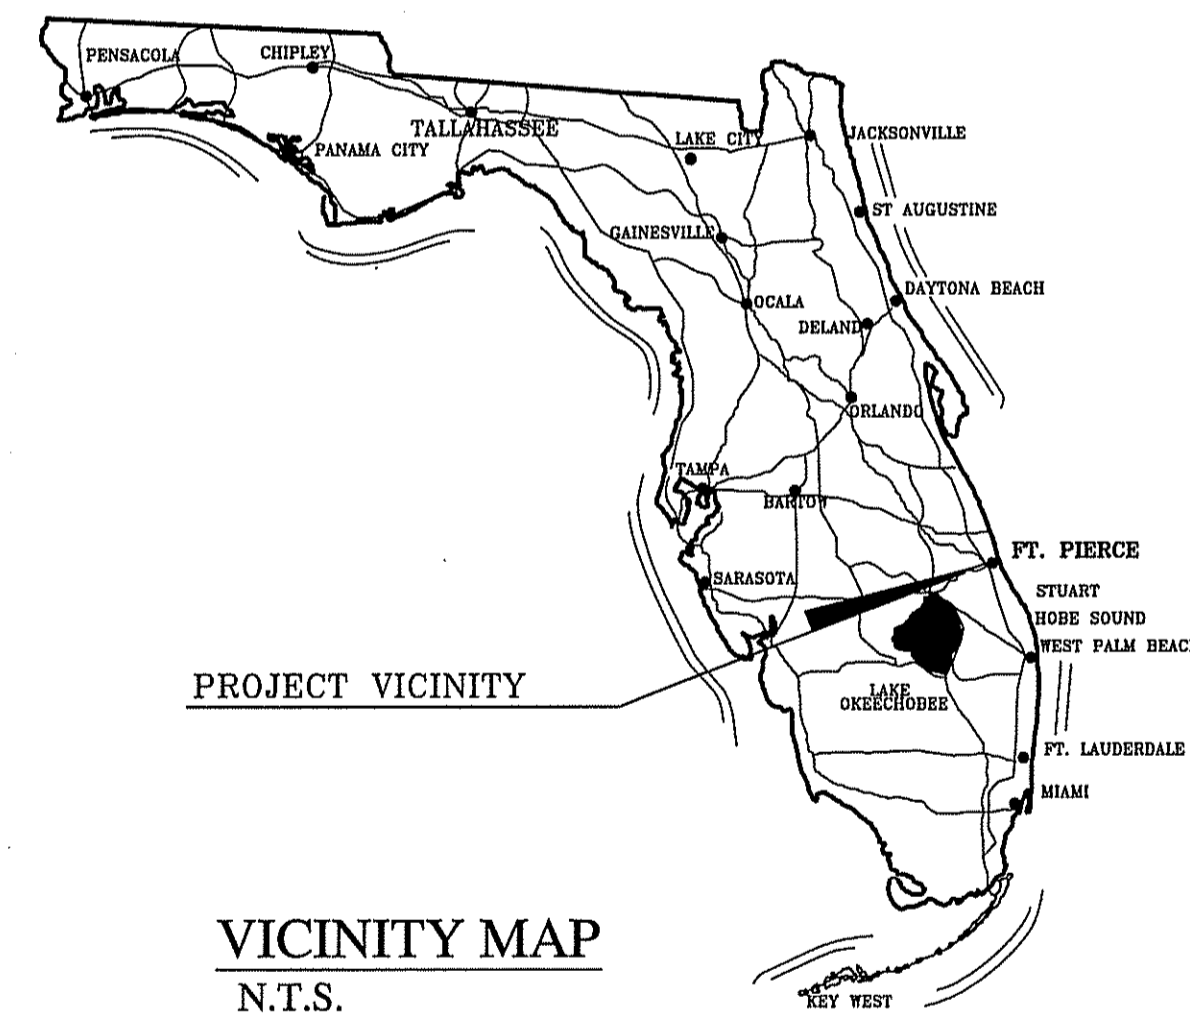 PENSACOLA
CHIPLEY
TALLAHASSEE
LAKE CITY
JACKSONVILLE
PANAMA CITY
ST AUGUSTINE
GAINESVILLE
DAYTONA BEACH
OCALA
DELAND
ORLANDO
TAMPA
BARTOW
FT. PIERCE
SARASOTA
STUART
HOBE SOUND
WEST PALM BEAC
PROJECT VICINITY
LAKE
OKEECHOBEE
FT. LAUDERDALE
MIAMI
VICINITY MAP
N.T.S.
KEY WEST